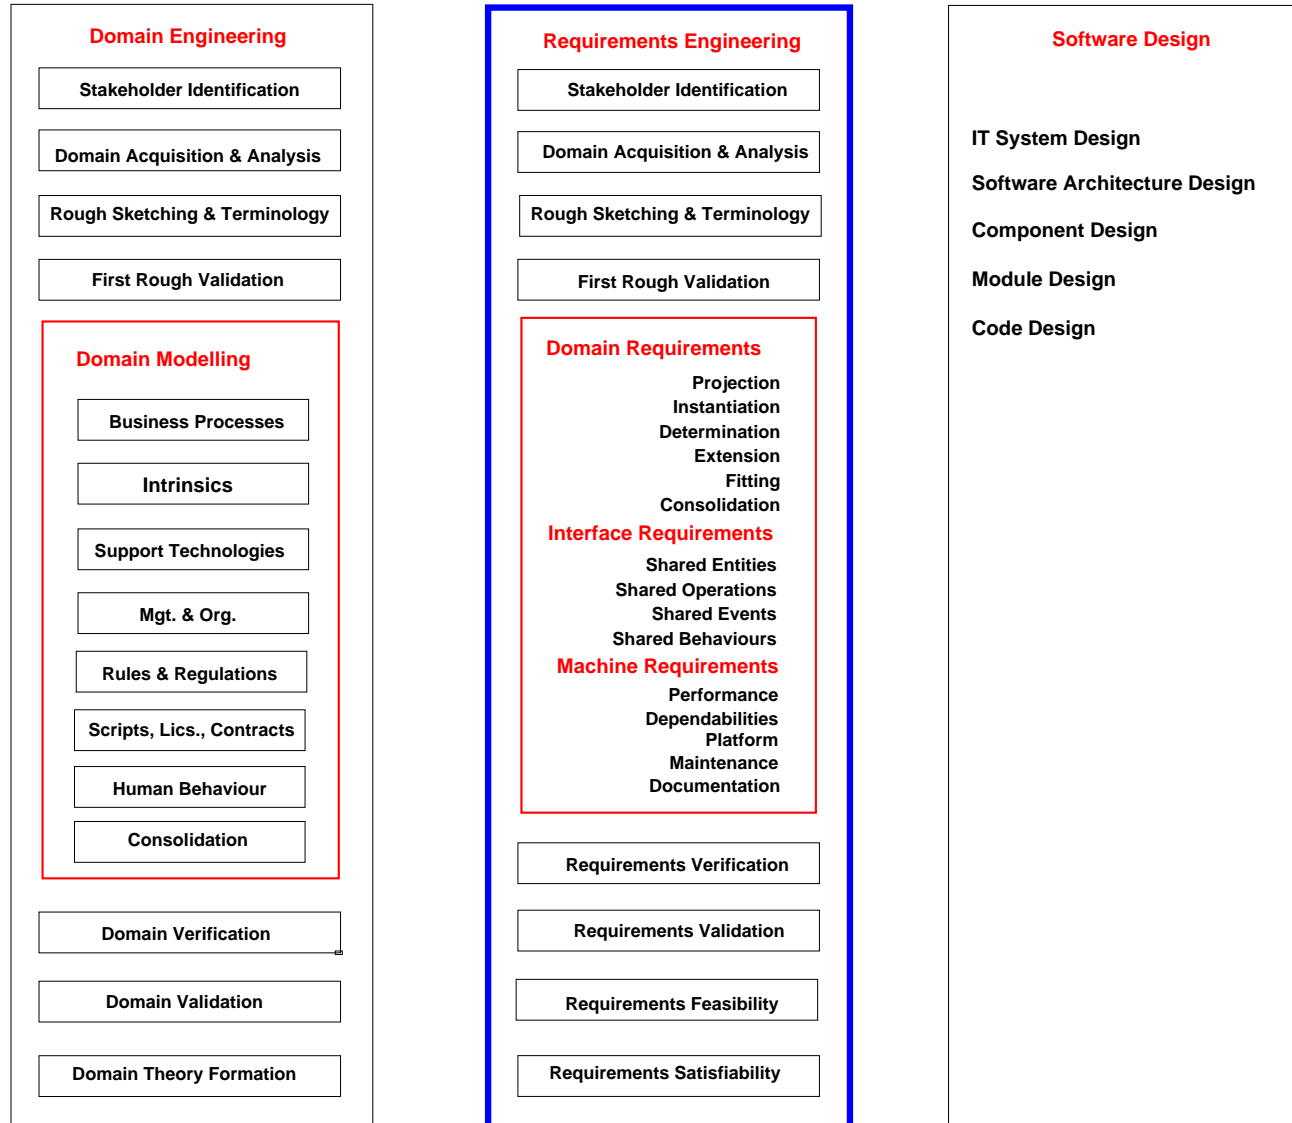 Domain Engineering
Stakeholder Identification
Domain Acquisition & Analysis
Rough Sketching & Terminology
First Rough Validation
Domain Modelling
Business Processes
Intrinsics
Support Technologies
Mgt. & Org.
Rules & Regulations
Scripts, Lics., Contracts
Human Behaviour
Consolidation
Domain Verification
Domain Validation
Domain Theory Formation
Requirements Engineering
Stakeholder Identification
Domain Acquisition & Analysis
Rough Sketching & Terminology
First Rough Validation
Domain Requirements
Projection
Instantiation
Determination
Extension
Fitting
Consolidation
Interface Requirements
Shared Entities
Shared Operations
Shared Events
Shared Behaviours
Machine Requirements
Performance
Dependabilities
Platform
Maintenance
Documentation
Requirements Verification
Requirements Validation
Requirements Feasibility
Requirements Satisfiability
Software Design
IT System Design
Software Architecture Design
Component Design
Module Design
Code Design